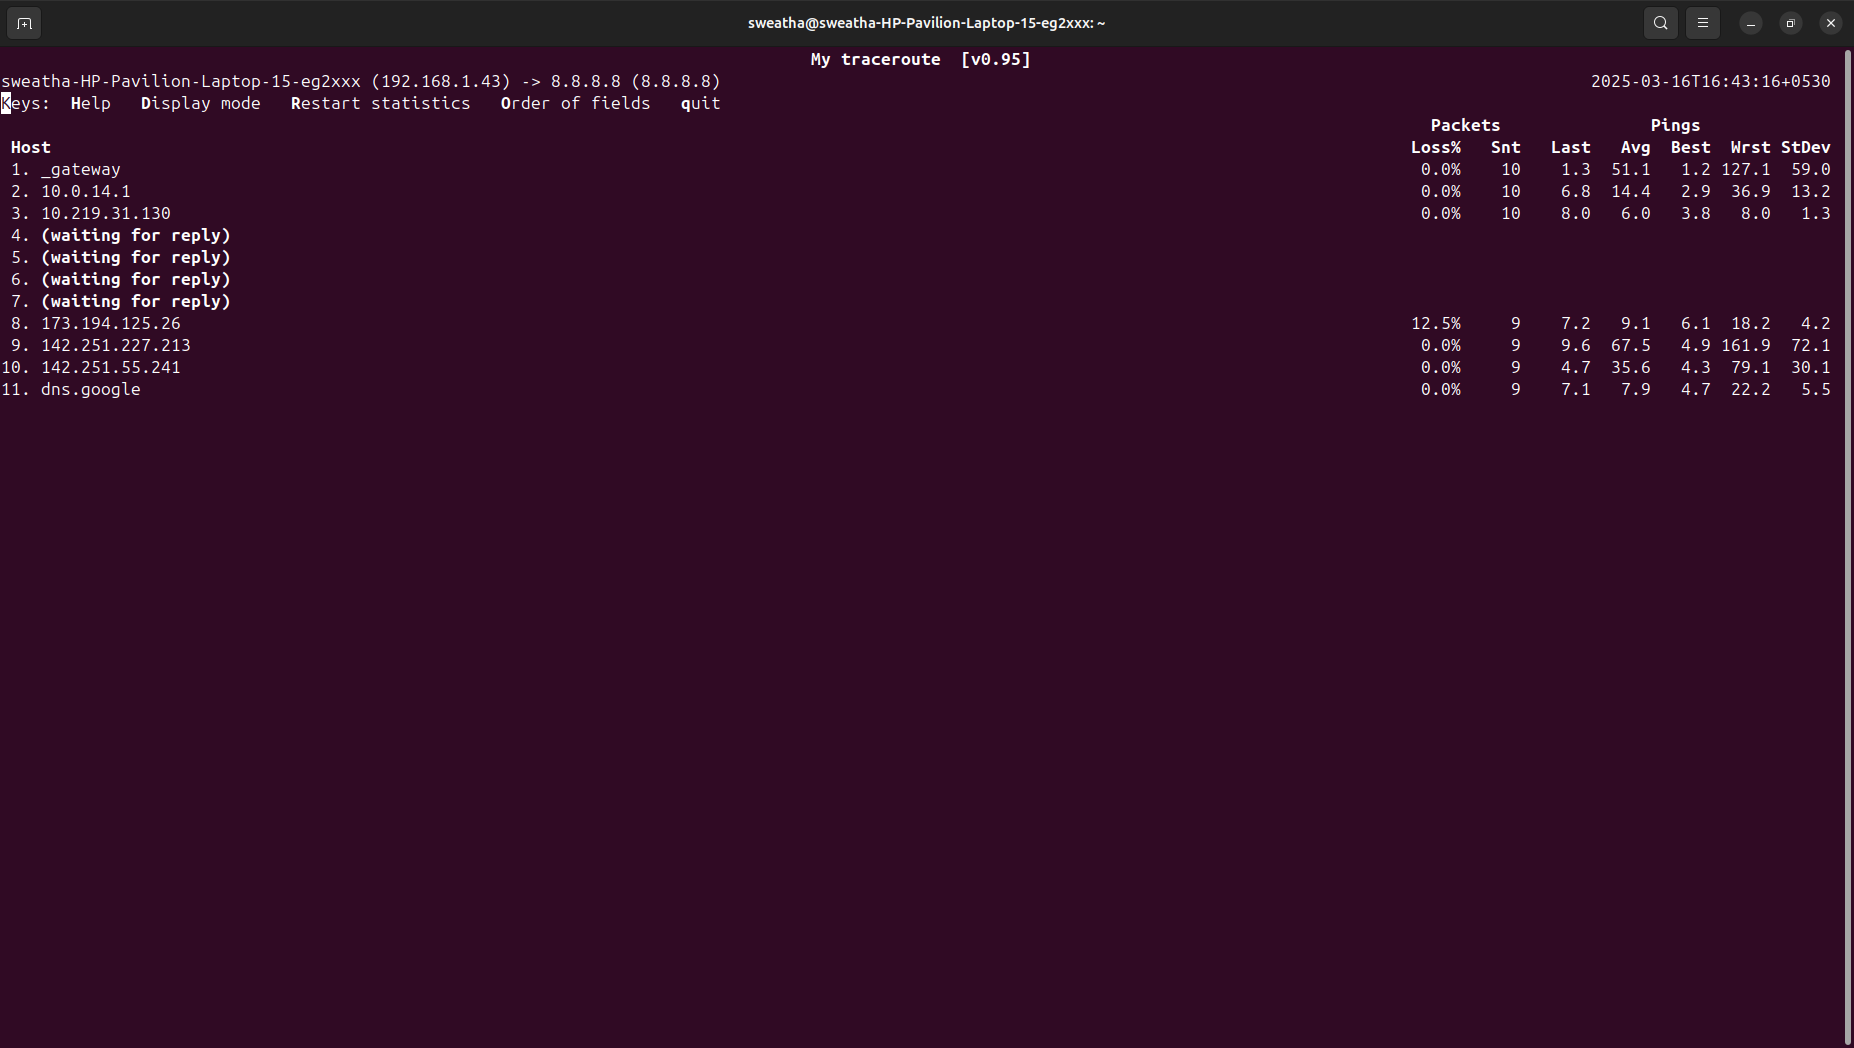 sweatha@sweatha-HP-Pavilion-Laptop-15-eg2xxx: ~
My traceroute [v0.95]
sweatha-HP-Pavilion-Laptop-15-eg2xxx (192.168.1.43) -> 8.8.8.8 (8.8.8.8) 2025-03-16T16:43:16+0530
Keys: Help Display mode Restart statistics Order of fields quit
Packets Pings
Host Loss% Snt Last Avg Best Wrst StDev
1. _gateway 0.0% 10 1.3 51.1 1.2 127.1 59.0
2. 10.0.14.1 0.0% 10 6.8 14.4 2.9 36.9 13.2
3. 10.219.31.130 0.0% 10 8.0 6.0 3.8 8.0 1.3
4. (waiting for reply)
5. (waiting for reply)
6. (waiting for reply)
7. (waiting for reply)
8. 173.194.125.26 12.5% 9 7.2 9.1 6.1 18.2 4.2
9. 142.251.227.213 0.0% 9 9.6 67.5 4.9 161.9 72.1
10. 142.251.55.241 0.0% 9 4.7 35.6 4.3 79.1 30.1
11. dns.google 0.0% 9 7.1 7.9 4.7 22.2 5.5